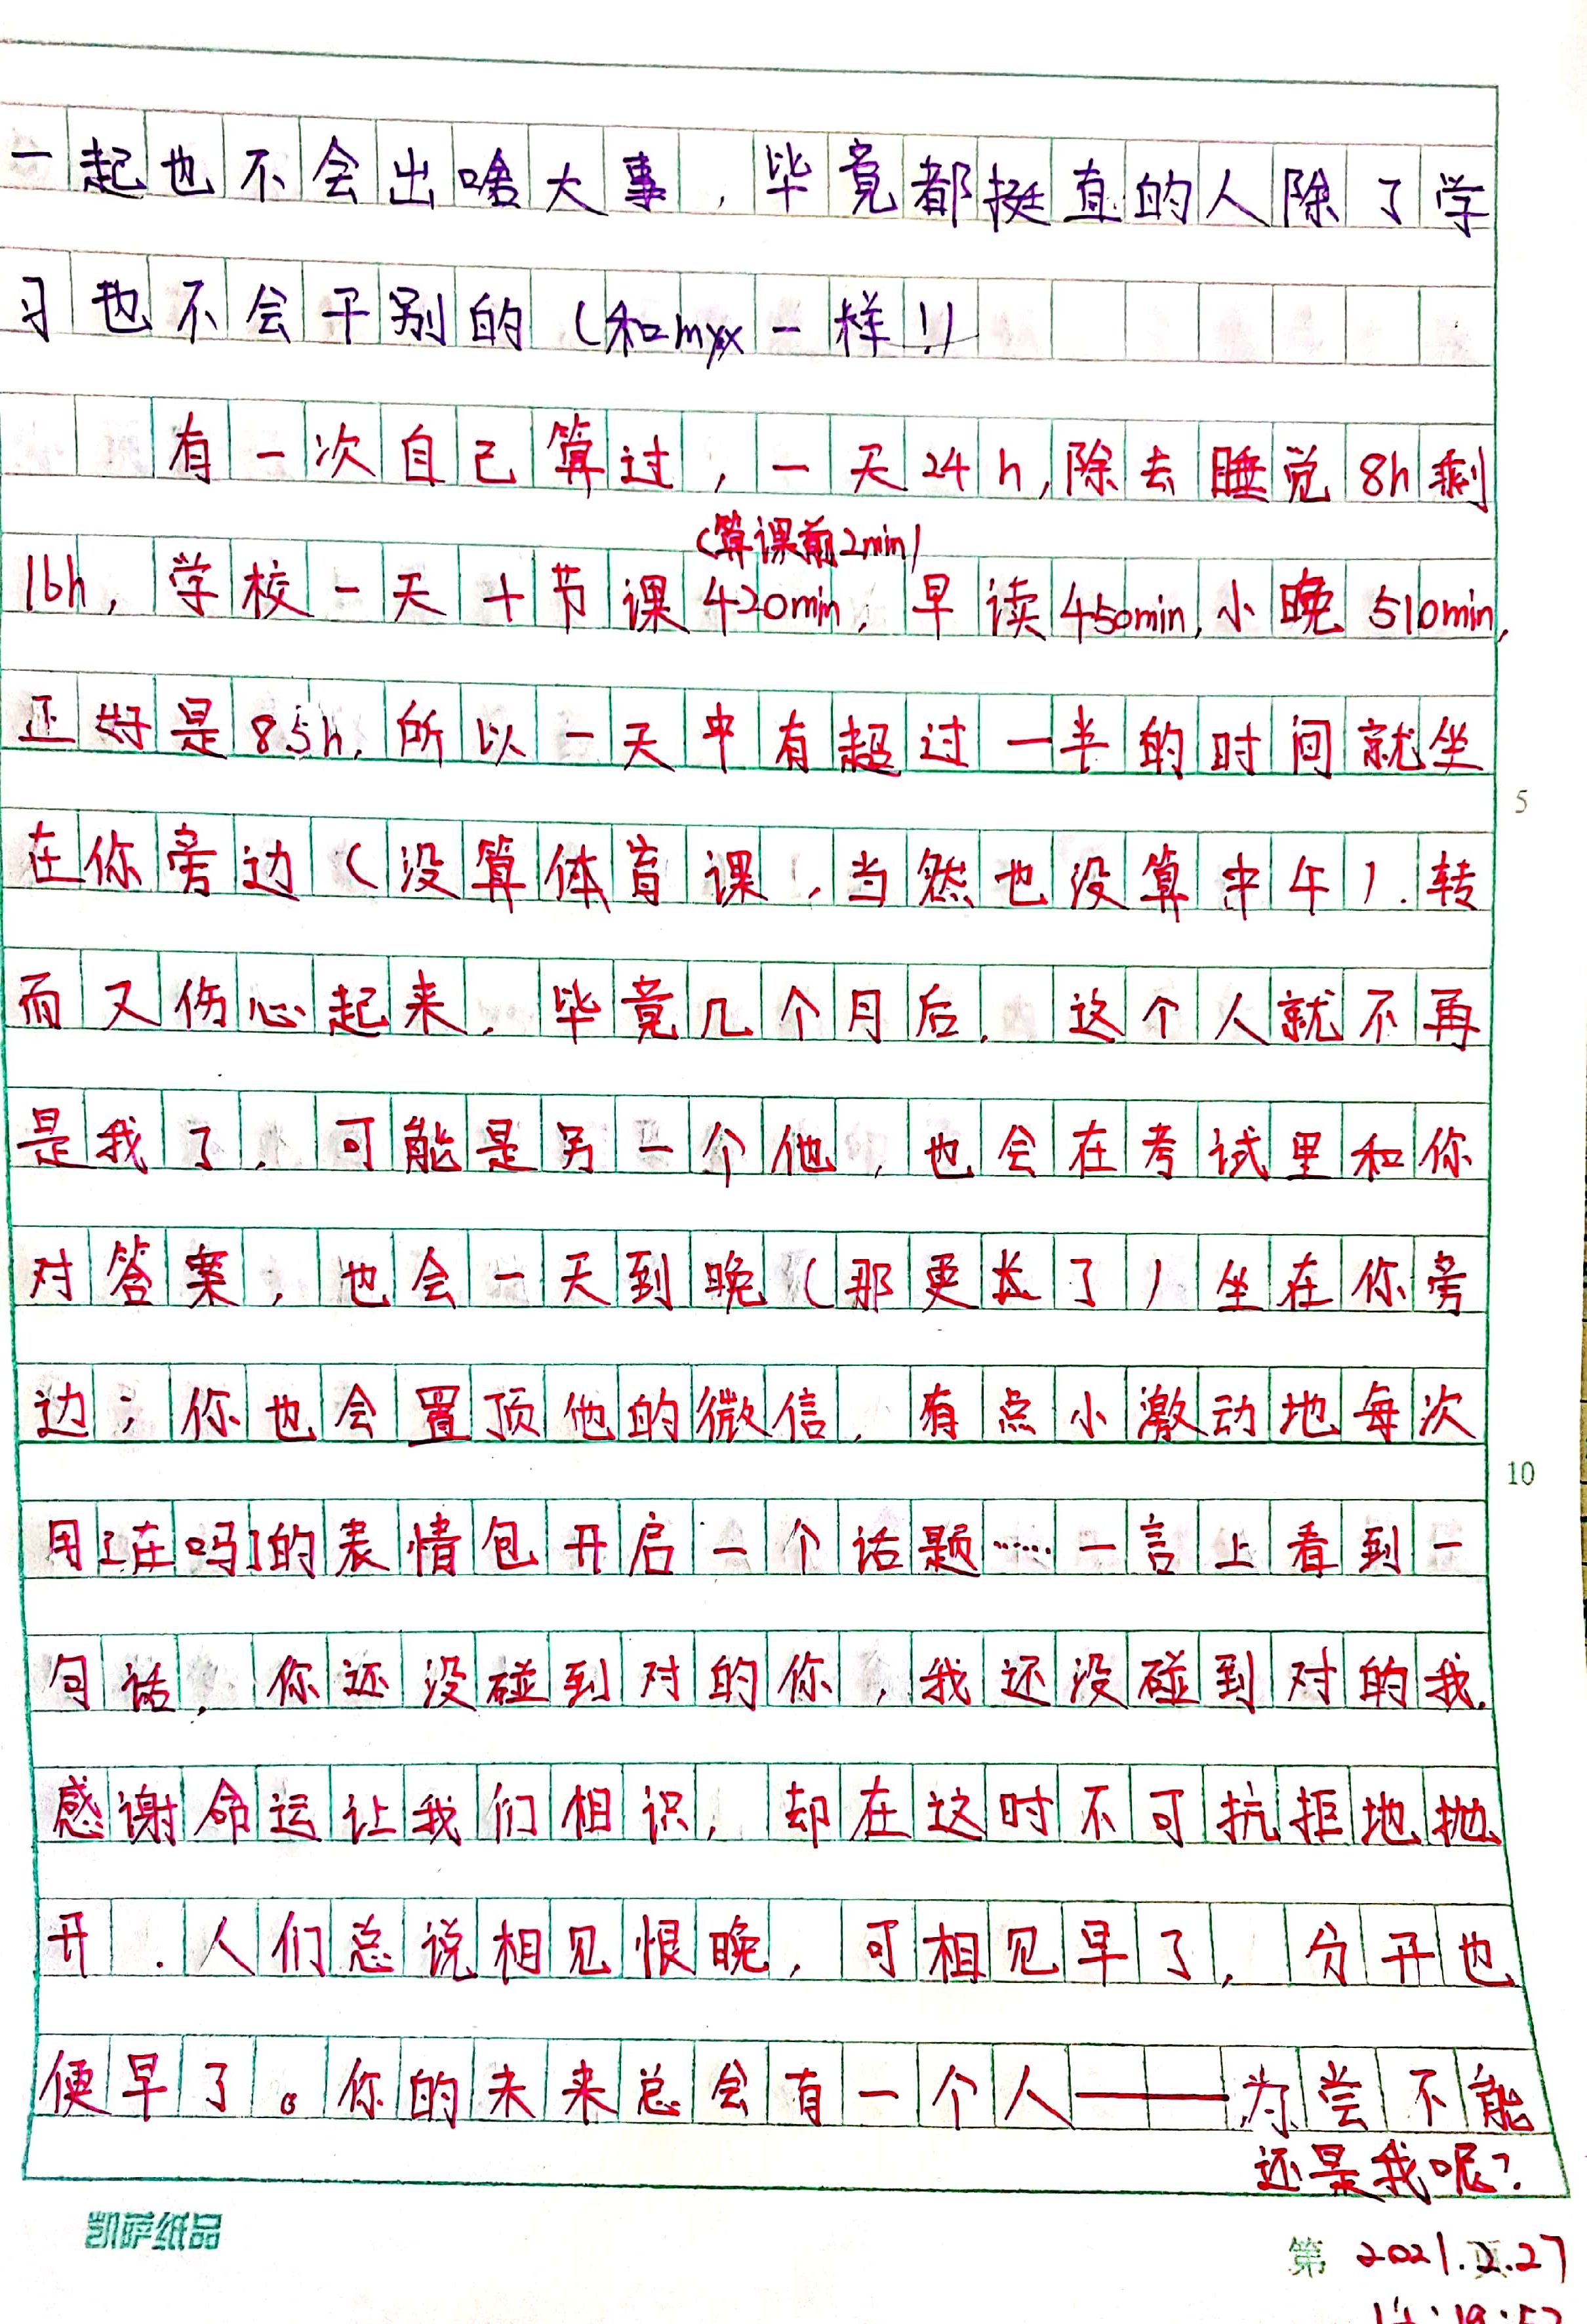 一起也不会出啥大事，毕竟都挺直的人除了学
习也不会干别的（和myx一样！）
有一次自己算过，一天24h，除去睡觉8h剩
（算课前2min）
16h，学校一天十节课420min，早读450min，小晚510min，
正好是8.5h，所以一天中有超过一半的时间就坐
在你旁边（没算体育课，当然也没算中午）.转
而又伤心起来，毕竟几个月后，这个人就不再
是我了，可能是另一个他，也会在考试里和你
对答案，也会一天到晚（那更长了）坐在你旁
边；你也会置顶他的微信，有点小激动地每次
用[在吗]的表情包开启一个话题……一言上看到一
句话，你还没碰到对的你，我还没碰到对的我.
感谢命运让我们相识，却在这时不可抗拒地抛
开.人们总说相见恨晚，可相见早了，分开也
便早了。你的未来总会有一个人——为尝不能
还是我呢？
5
10
凯萨纸品
第 2021.2.27